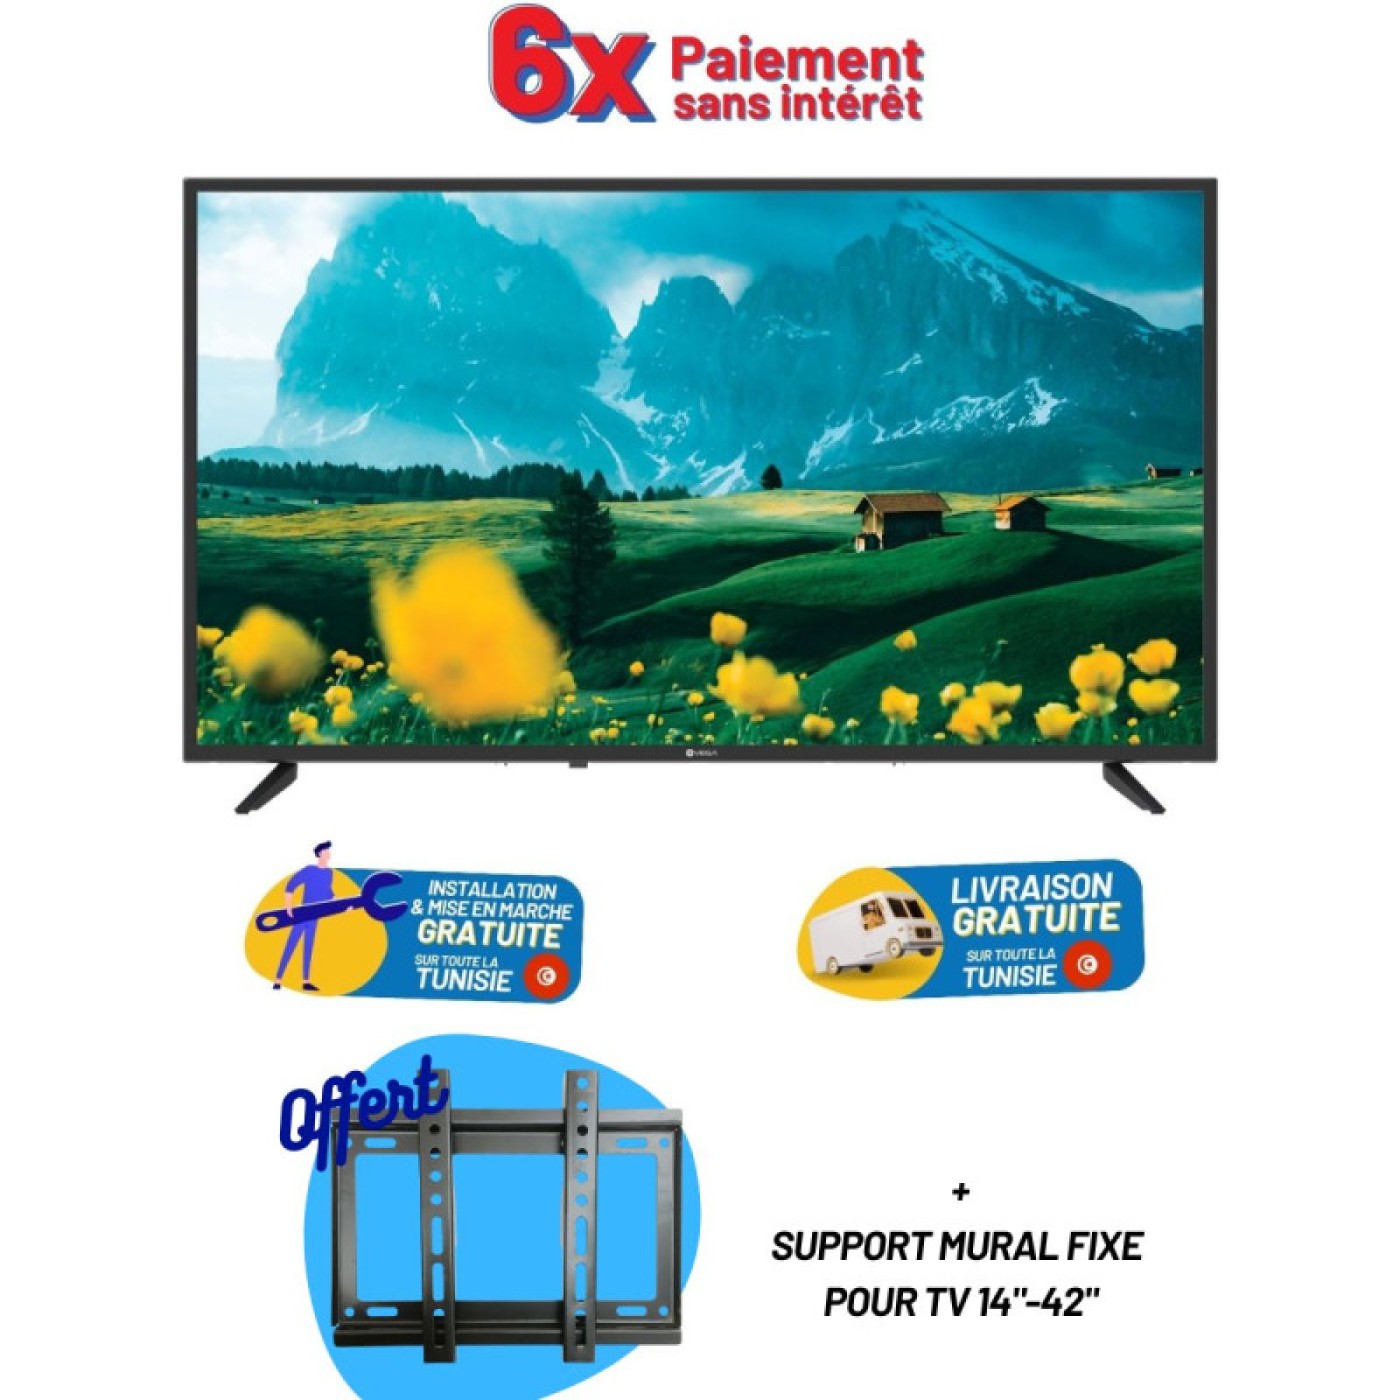 6x Paiement
sans intérêt
VEGA
INSTALLATION
& MISE EN MARCHE
GRATUITE
SUR TOUTE LA
TUNISIE
LIVRAISON
GRATUITE
SUR TOUTE LA
TUNISIE
Offert
+
SUPPORT MURAL FIXE
POUR TV 14"-42"